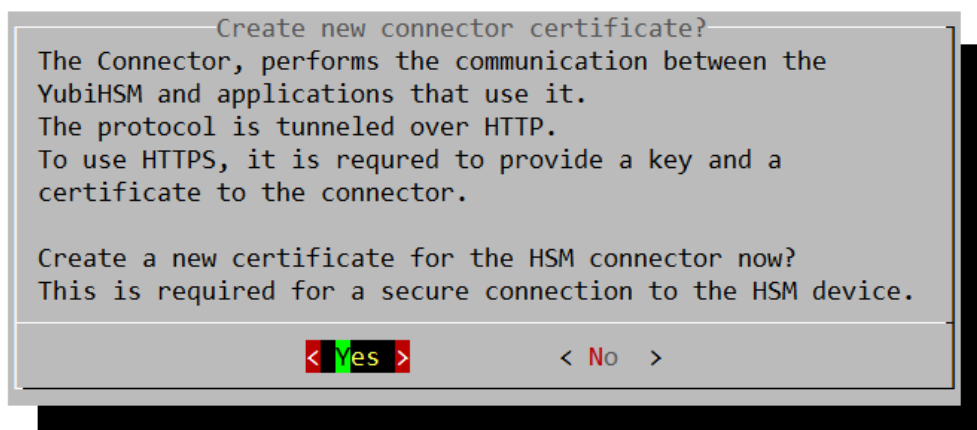 Create new connector certificate?
The Connector, performs the communication between the
YubiHSM and applications that use it.
The protocol is tunneled over HTTP.
To use HTTPS, it is requred to provide a key and a
certificate to the connector.
Create a new certificate for the HSM connector now?
This is required for a secure connection to the HSM device.
< Yes > < No >